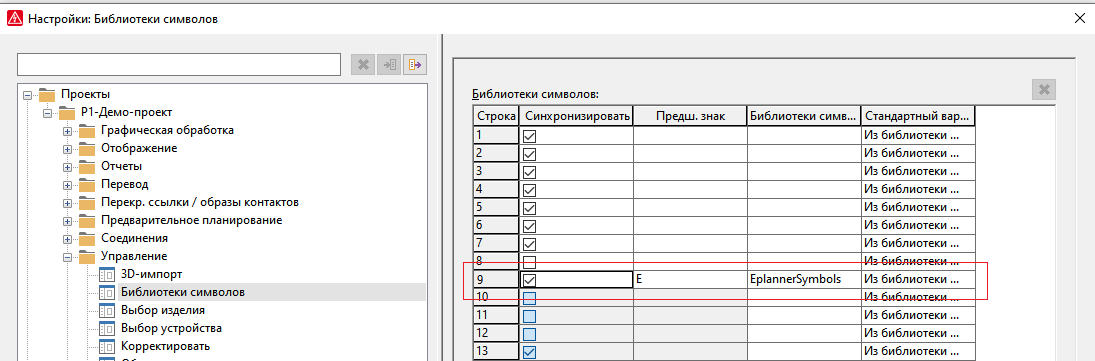 Настройки: Библиотеки символов
Проекты
P1-Демо-проект
Графическая обработка
Отображение
Отчеты
Перевод
Перекр. ссылки / образы контактов
Предварительное планирование
Соединения
Управление
3D-импорт
Библиотеки символов
Выбор изделия
Выбор устройства
Корректировать
Библиотеки символов:
Строка Синхронизировать Предш. знак Библиотеки симв... Стандартный вар...
1 Из библиотеки ...
2 Из библиотеки ...
3 Из библиотеки ...
4 Из библиотеки ...
5 Из библиотеки ...
6 Из библиотеки ...
7 Из библиотеки ...
8 Из библиотеки ...
9 E EplannerSymbols Из библиотеки ...
10 Из библиотеки ...
11 Из библиотеки ...
12 Из библиотеки ...
13 Из библиотеки ...